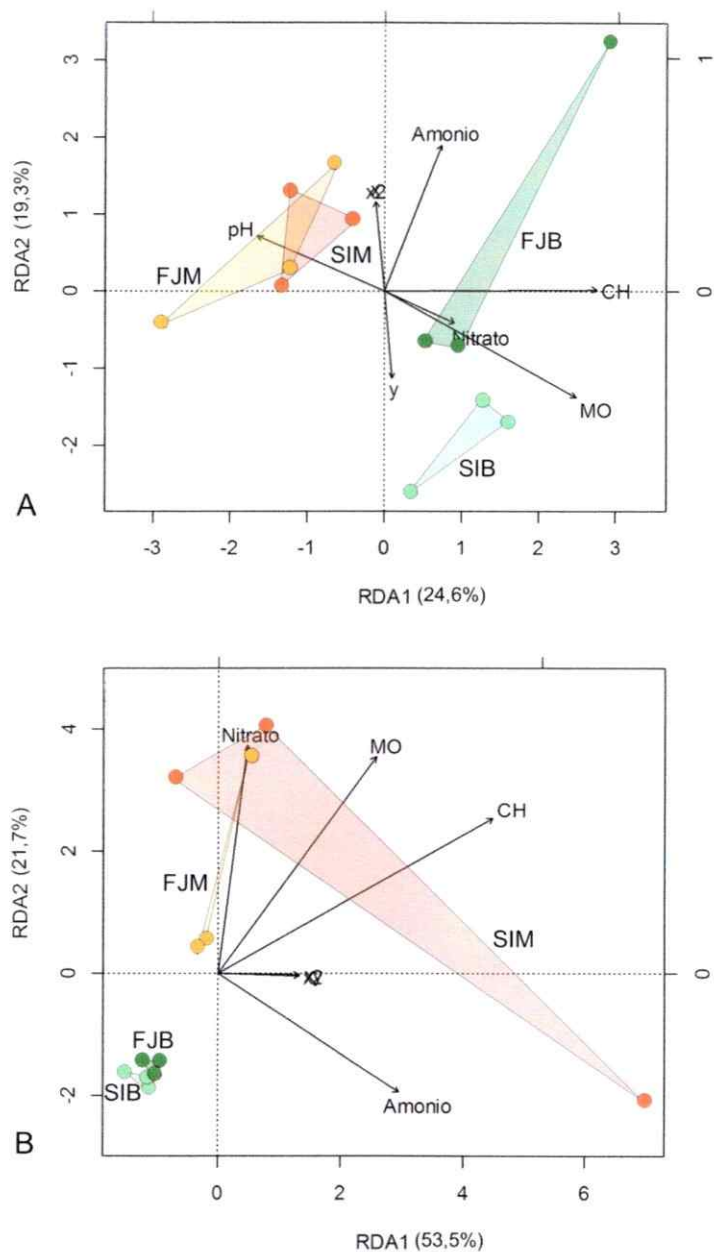 3
2
1
0
-1
-2
RDA2 (19,3%)
1
0
Amonio
x2
pH
SIM
FJM
FJB
CH
Nitrato
MO
y
SIB
A
-3 -2 -1 0 1 2 3
RDA1 (24,6%)
4
2
0
-2
RDA2 (21,7%)
0
Nitrato
MO
CH
FJM
SIM
FJB
SIB
Amonio
B
0 2 4 6
RDA1 (53,5%)